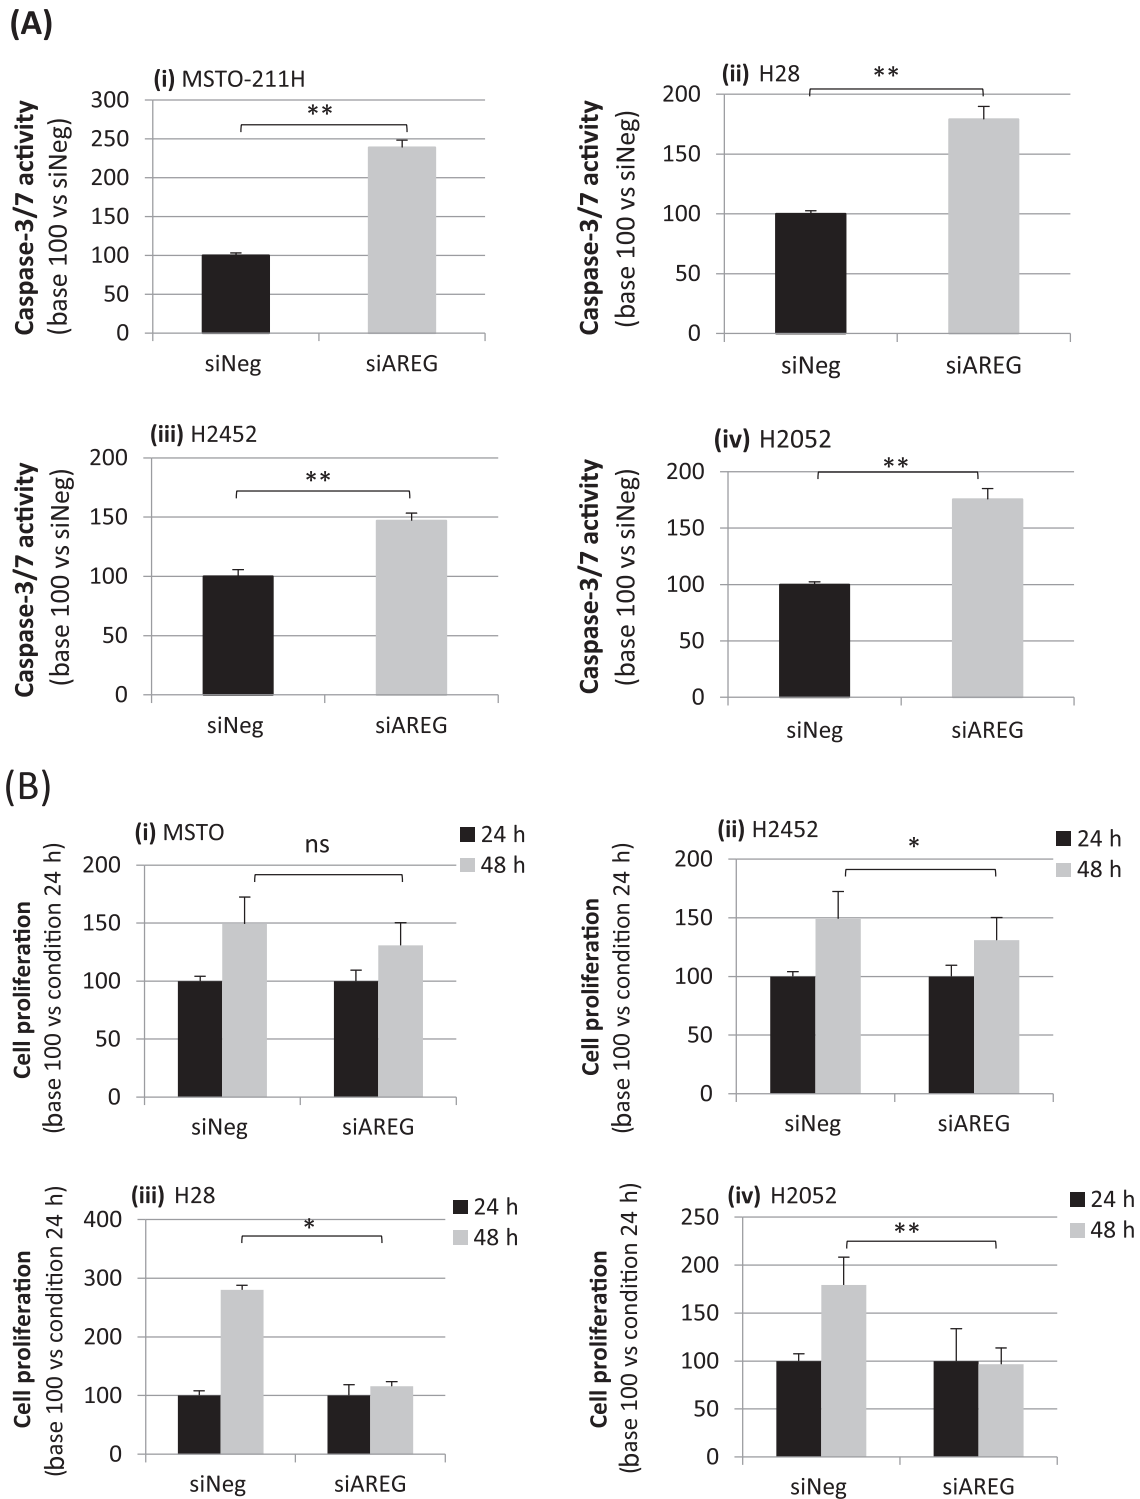 (A)
(i) MSTO-211H
Caspase-3/7 activity
(base 100 vs siNeg)
300
250
200
150
100
50
0
**
siNeg siAREG
(ii) H28
Caspase-3/7 activity
(base 100 vs siNeg)
200
150
100
50
0
**
siNeg siAREG
(iii) H2452
Caspase-3/7 activity
(base 100 vs siNeg)
200
150
100
50
0
**
siNeg siAREG
(iv) H2052
Caspase-3/7 activity
(base 100 vs siNeg)
200
150
100
50
0
**
siNeg siAREG
(B)
(i) MSTO
24 h
48 h
Cell proliferation
(base 100 vs condition 24 h)
200
150
100
50
0
ns
siNeg siAREG
(ii) H2452
24 h
48 h
Cell proliferation
(base 100 vs condition 24 h)
200
150
100
50
0
*
siNeg siAREG
(iii) H28
24 h
48 h
Cell proliferation
(base 100 vs condition 24 h)
400
300
200
100
0
*
siNeg siAREG
(iv) H2052
24 h
48 h
Cell proliferation
(base 100 vs condition 24 h)
250
200
150
100
50
0
**
siNeg siAREG